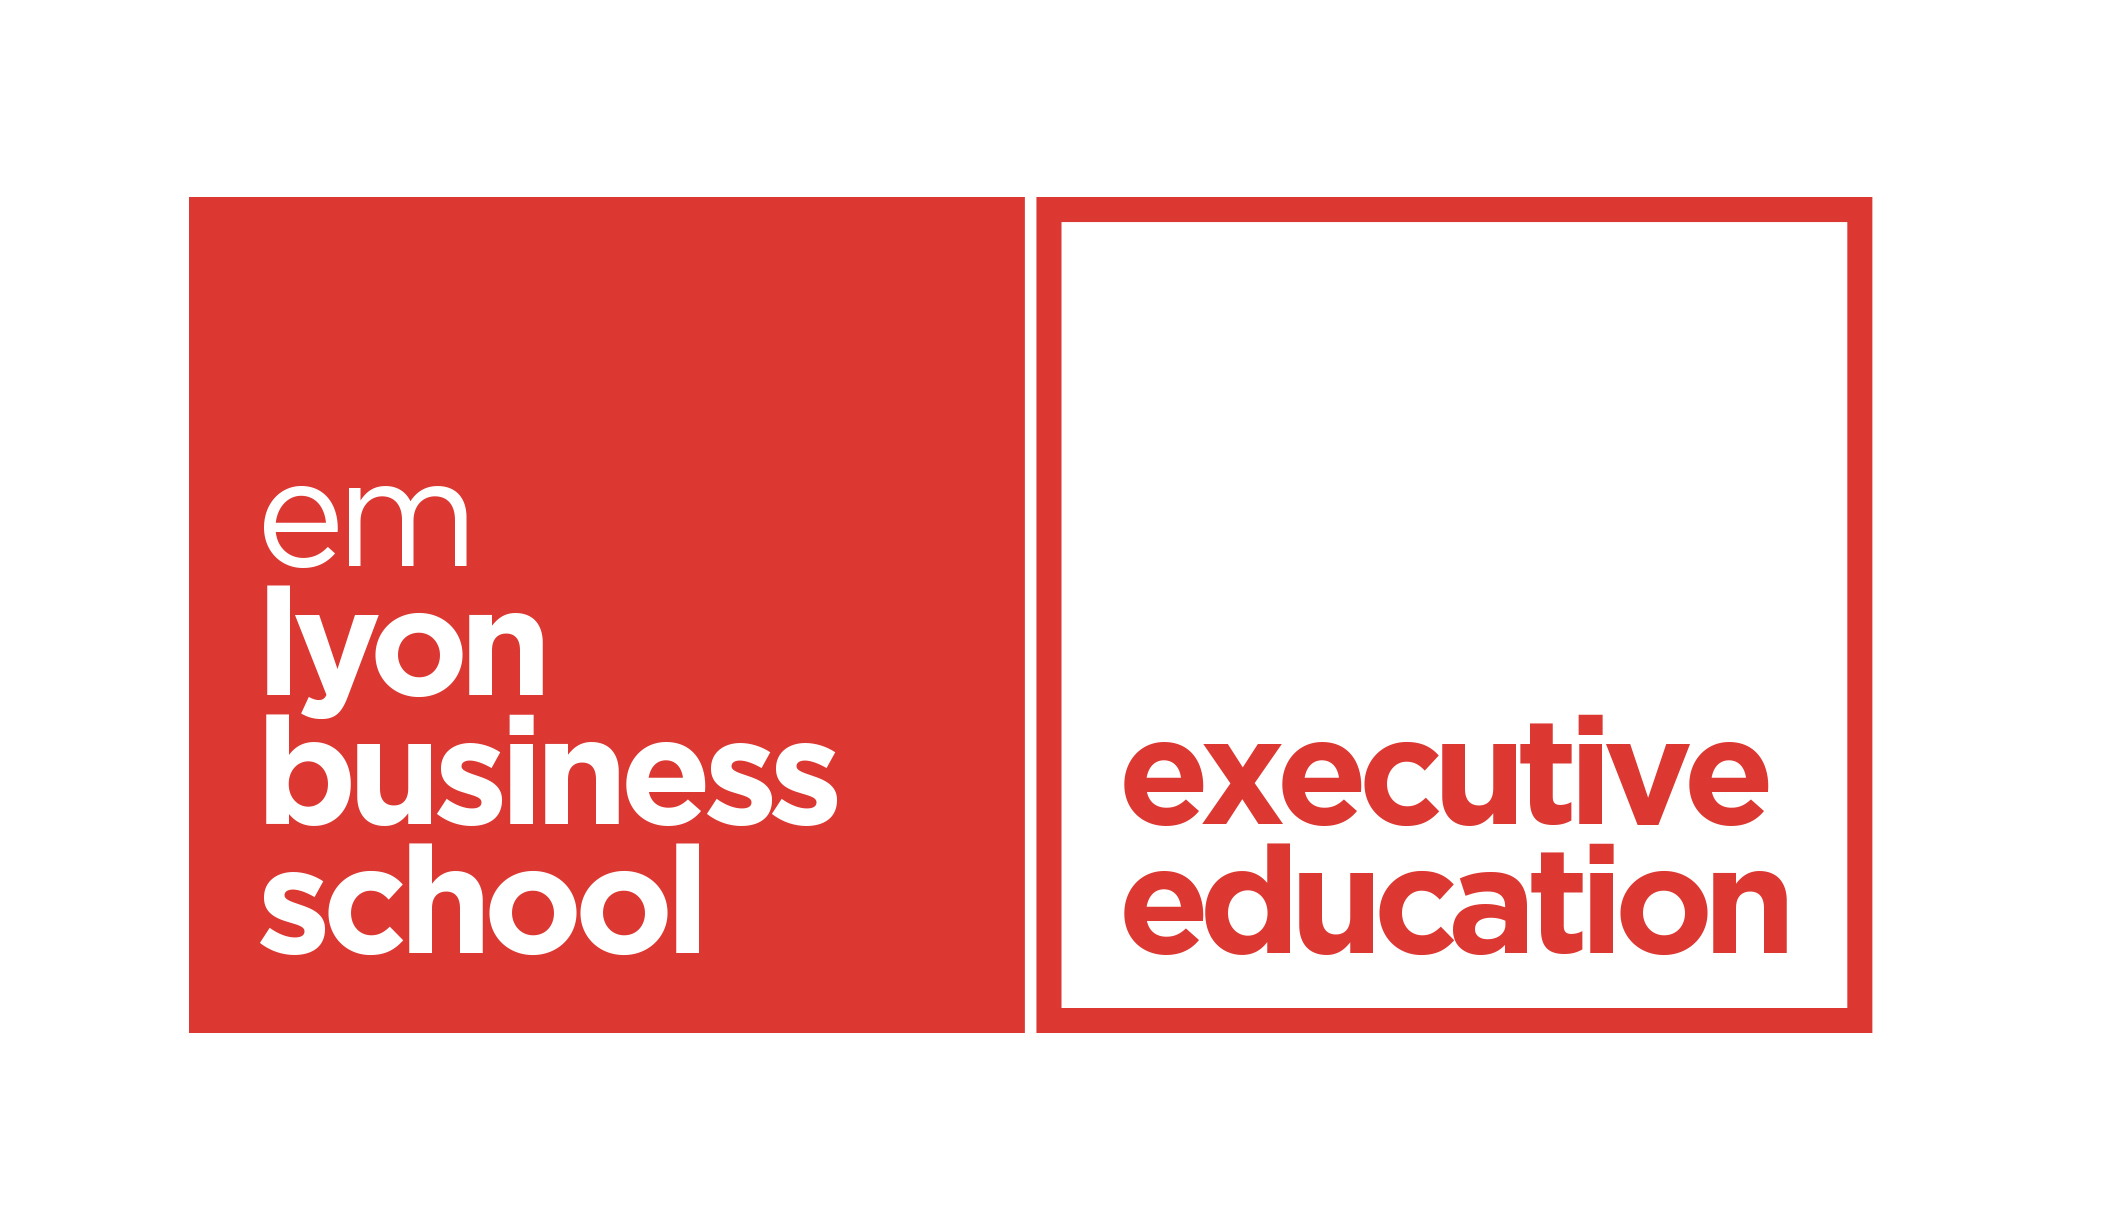 em
lyon
business
school
executive
education